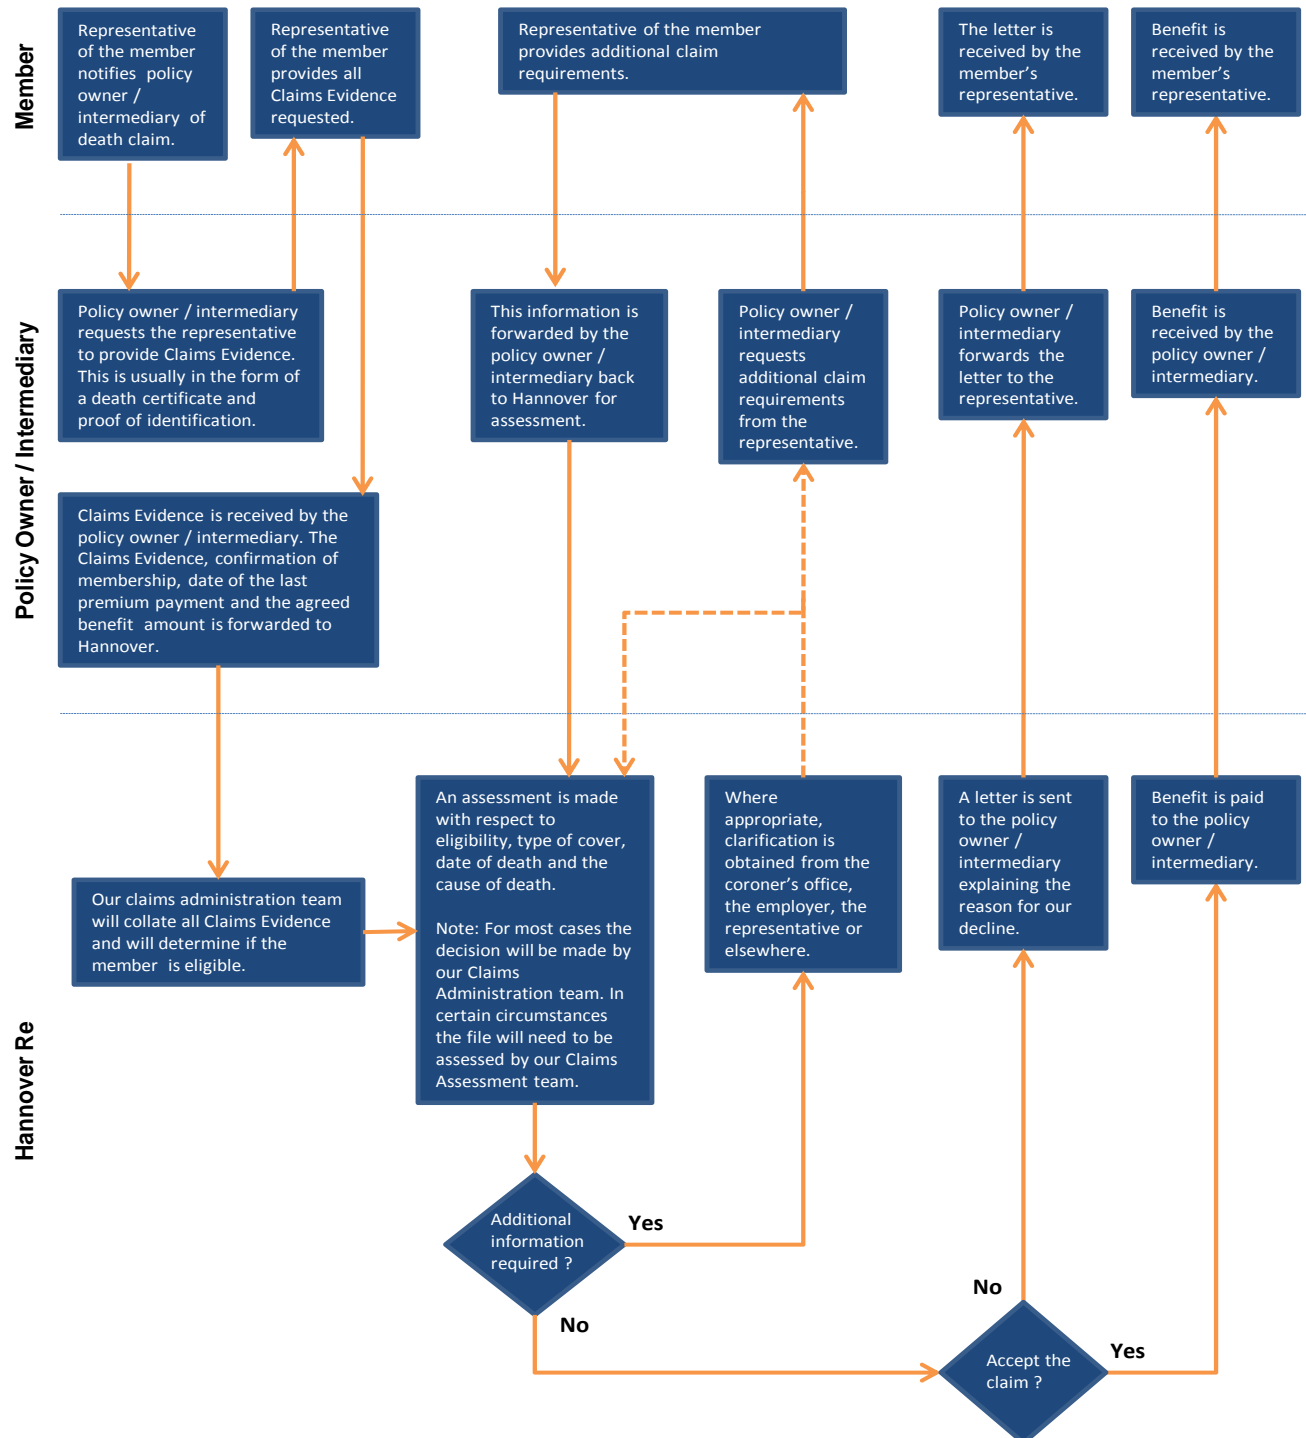 Member
Representative
of the member
notifies policy
owner /
intermediary of
death claim.
Representative
of the member
provides all
Claims Evidence
requested.
Representative of the member
provides additional claim
requirements.
The letter is
received by the
member’s
representative.
Benefit is
received by the
member’s
representative.
Policy Owner / Intermediary
Policy owner / intermediary
requests the representative
to provide Claims Evidence.
This is usually in the form of
a death certificate and
proof of identification.
This information is
forwarded by the
policy owner /
intermediary back
to Hannover for
assessment.
Policy owner /
intermediary
requests
additional claim
requirements
from the
representative.
Policy owner /
intermediary
forwards the
letter to the
representative.
Benefit is
received by the
policy owner /
intermediary.
Claims Evidence is received by the
policy owner / intermediary. The
Claims Evidence, confirmation of
membership, date of the last
premium payment and the agreed
benefit amount is forwarded to
Hannover.
Hannover Re
Our claims administration team
will collate all Claims Evidence
and will determine if the
member is eligible.
An assessment is made
with respect to
eligibility, type of cover,
date of death and the
cause of death.
Note: For most cases the
decision will be made by
our Claims
Administration team. In
certain circumstances
the file will need to be
assessed by our Claims
Assessment team.
Where
appropriate,
clarification is
obtained from the
coroner’s office,
the employer, the
representative or
elsewhere.
A letter is sent
to the policy
owner /
intermediary
explaining the
reason for our
decline.
Benefit is paid
to the policy
owner /
intermediary.
Additional
information
required ?
Yes
No
Accept the
claim ?
No
Yes